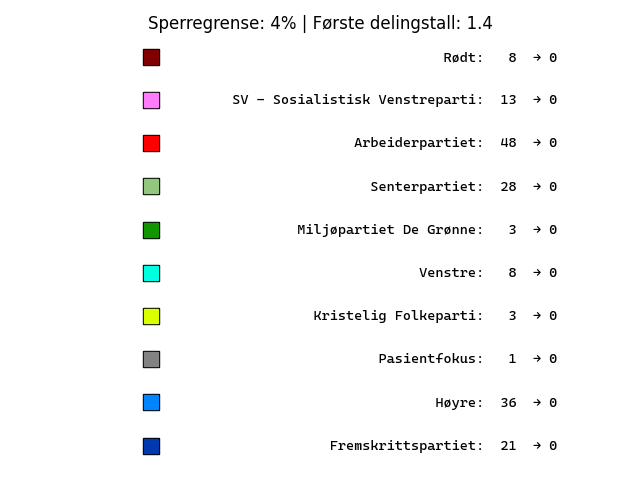 Sperregrense: 4% | Første delingstall: 1.4
Rødt: 8 → 0
SV – Sosialistisk Venstreparti: 13 → 0
Arbeiderpartiet: 48 → 0
Senterpartiet: 28 → 0
Miljøpartiet De Grønne: 3 → 0
Venstre: 8 → 0
Kristelig Folkeparti: 3 → 0
Pasientfokus: 1 → 0
Høyre: 36 → 0
Fremskrittspartiet: 21 → 0